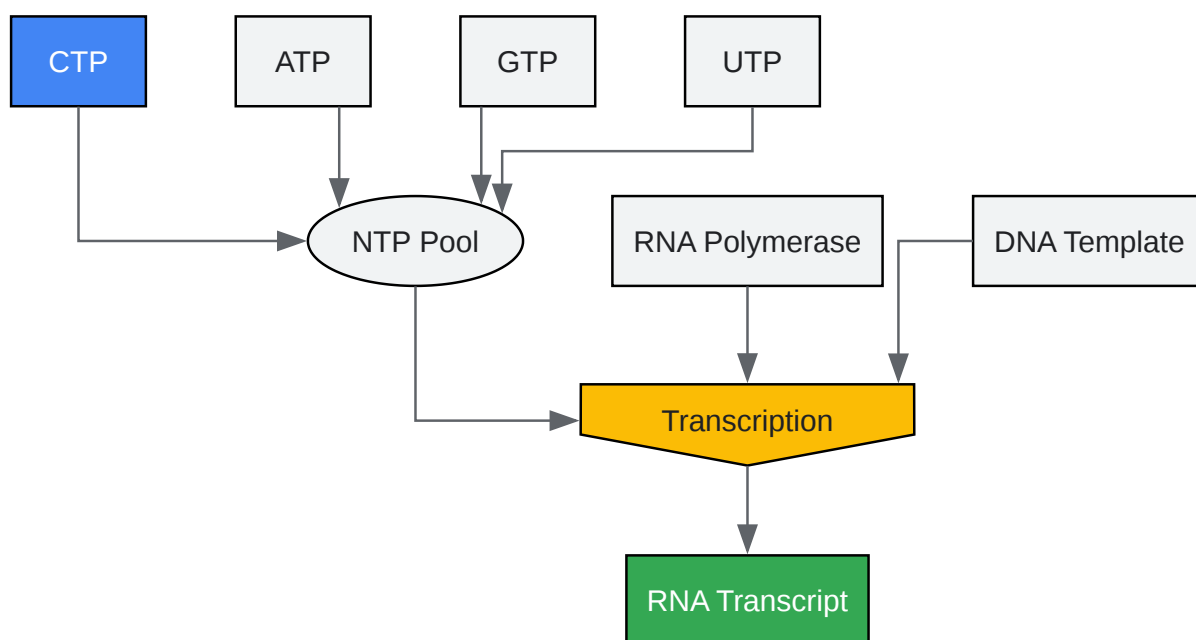 CTP
ATP
GTP
UTP
NTP Pool
RNA Polymerase
DNA Template
Transcription
RNA Transcript